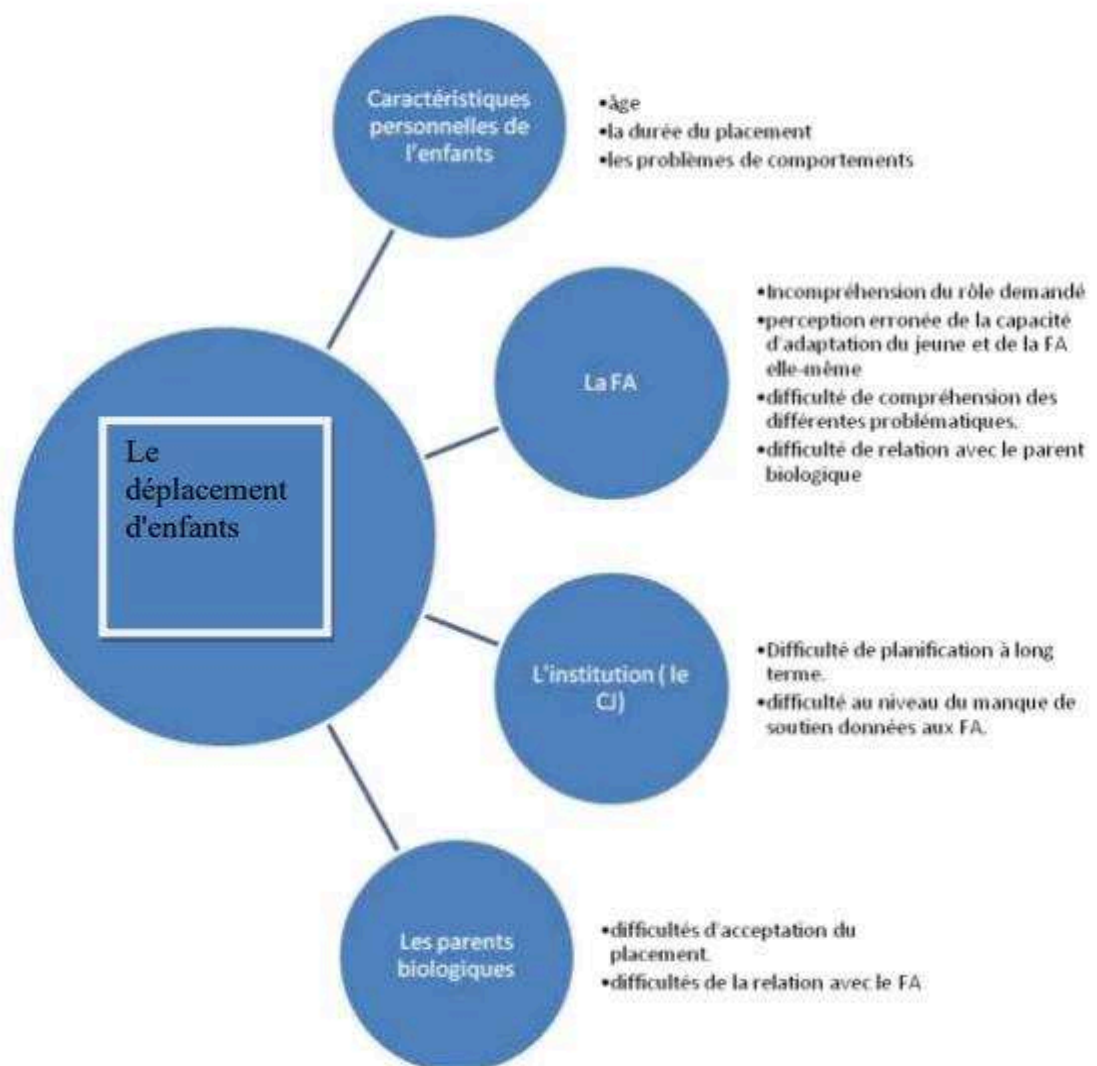 Caractéristiques
personnelles de
l'enfants
•âge
•la durée du placement
•les problèmes de comportements
La FA
•Incompréhension du rôle demandé
•perception erronée de la capacité
d'adaptation du jeune et de la FA
elle-même
•difficulté de compréhension des
différentes problématiques.
•difficulté de relation avec le parent
biologique
Le
déplacement
d'enfants
L'institution ( le
CJ)
•Difficulté de planification à long
terme.
•difficulté au niveau du manque de
soutien données aux FA.
Les parents
biologiques
•difficultés d'acceptation du
placement.
•difficultés de la relation avec le FA